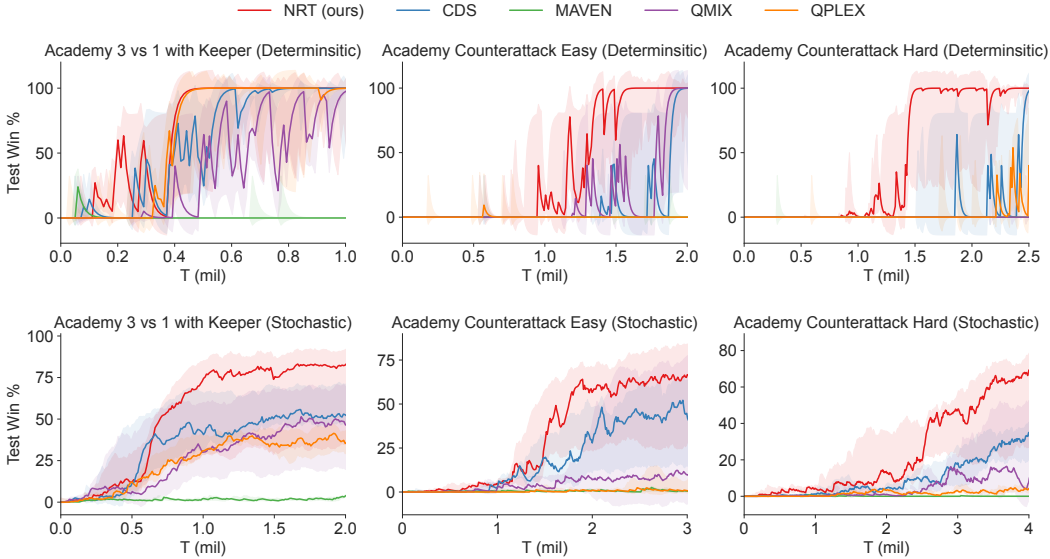 NRT (ours) CDS MAVEN QMIX QPLEX
Academy 3 vs 1 with Keeper (Determinsitic)
Academy Counterattack Easy (Determinsitic)
Academy Counterattack Hard (Determinsitic)
Test Win %
100
50
0
0.0 0.2 0.4 0.6 0.8 1.0
T (mil)
100
50
0
0.0 0.5 1.0 1.5 2.0
T (mil)
100
50
0
0.0 0.5 1.0 1.5 2.0 2.5
T (mil)
Academy 3 vs 1 with Keeper (Stochastic)
Academy Counterattack Easy (Stochastic)
Academy Counterattack Hard (Stochastic)
Test Win %
100
75
50
25
0
0.0 0.5 1.0 1.5 2.0
T (mil)
75
50
25
0
0 1 2 3
T (mil)
80
60
40
20
0
0 1 2 3 4
T (mil)